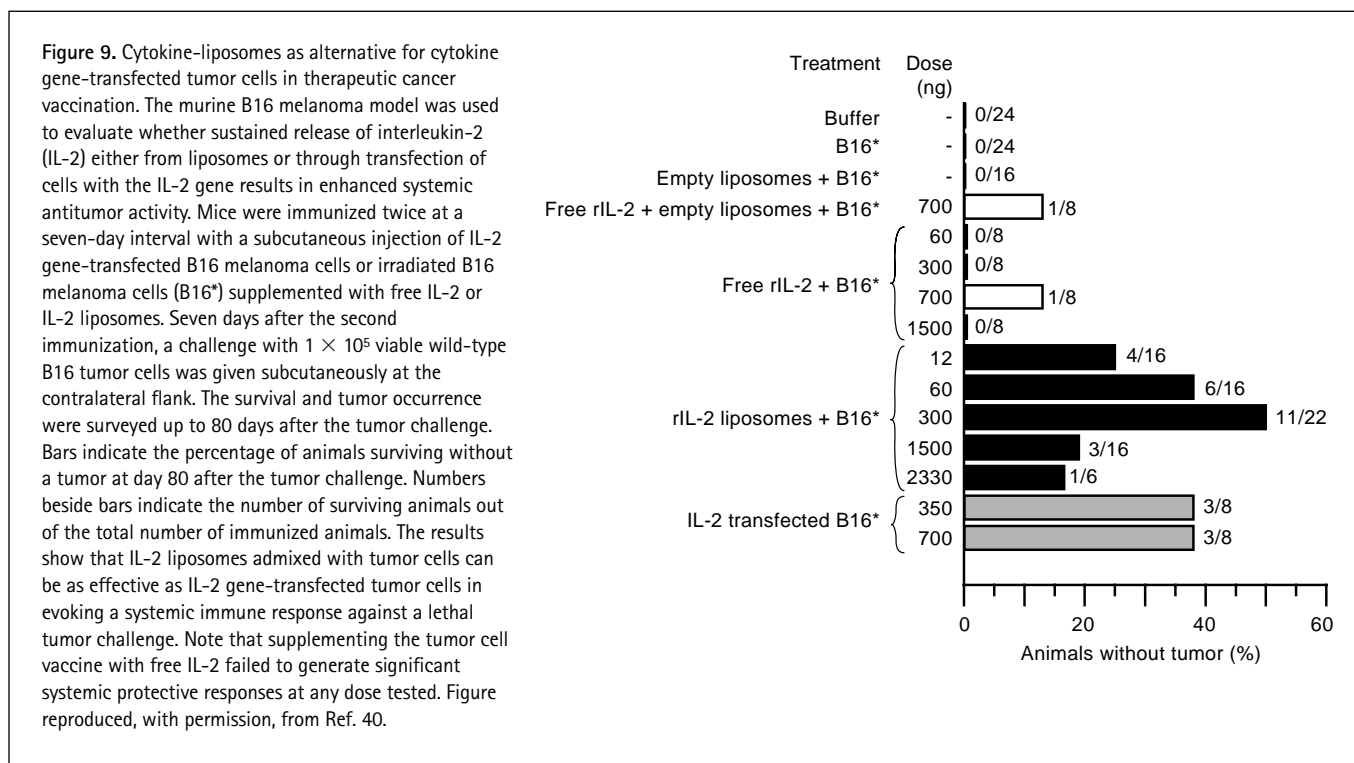 Figure 9. Cytokine-liposomes as alternative for cytokine
gene-transfected tumor cells in therapeutic cancer
vaccination. The murine B16 melanoma model was used
to evaluate whether sustained release of interleukin-2
(IL-2) either from liposomes or through transfection of
cells with the IL-2 gene results in enhanced systemic
antitumor activity. Mice were immunized twice at a
seven-day interval with a subcutaneous injection of IL-2
gene-transfected B16 melanoma cells or irradiated B16
melanoma cells (B16*) supplemented with free IL-2 or
IL-2 liposomes. Seven days after the second
immunization, a challenge with 1 × 10⁵ viable wild-type
B16 tumor cells was given subcutaneously at the
contralateral flank. The survival and tumor occurrence
were surveyed up to 80 days after the tumor challenge.
Bars indicate the percentage of animals surviving without
a tumor at day 80 after the tumor challenge. Numbers
beside bars indicate the number of surviving animals out
of the total number of immunized animals. The results
show that IL-2 liposomes admixed with tumor cells can
be as effective as IL-2 gene-transfected tumor cells in
evoking a systemic immune response against a lethal
tumor challenge. Note that supplementing the tumor cell
vaccine with free IL-2 failed to generate significant
systemic protective responses at any dose tested. Figure
reproduced, with permission, from Ref. 40.
Treatment Dose
(ng)
Buffer - 0/24
B16* - 0/24
Empty liposomes + B16* - 0/16
Free rIL-2 + empty liposomes + B16* 700 1/8
60 0/8
300 0/8
Free rIL-2 + B16*
700 1/8
1500 0/8
12 4/16
60 6/16
rIL-2 liposomes + B16* 300 11/22
1500 3/16
2330 1/6
350 3/8
IL-2 transfected B16*
700 3/8
0 20 40 60
Animals without tumor (%)